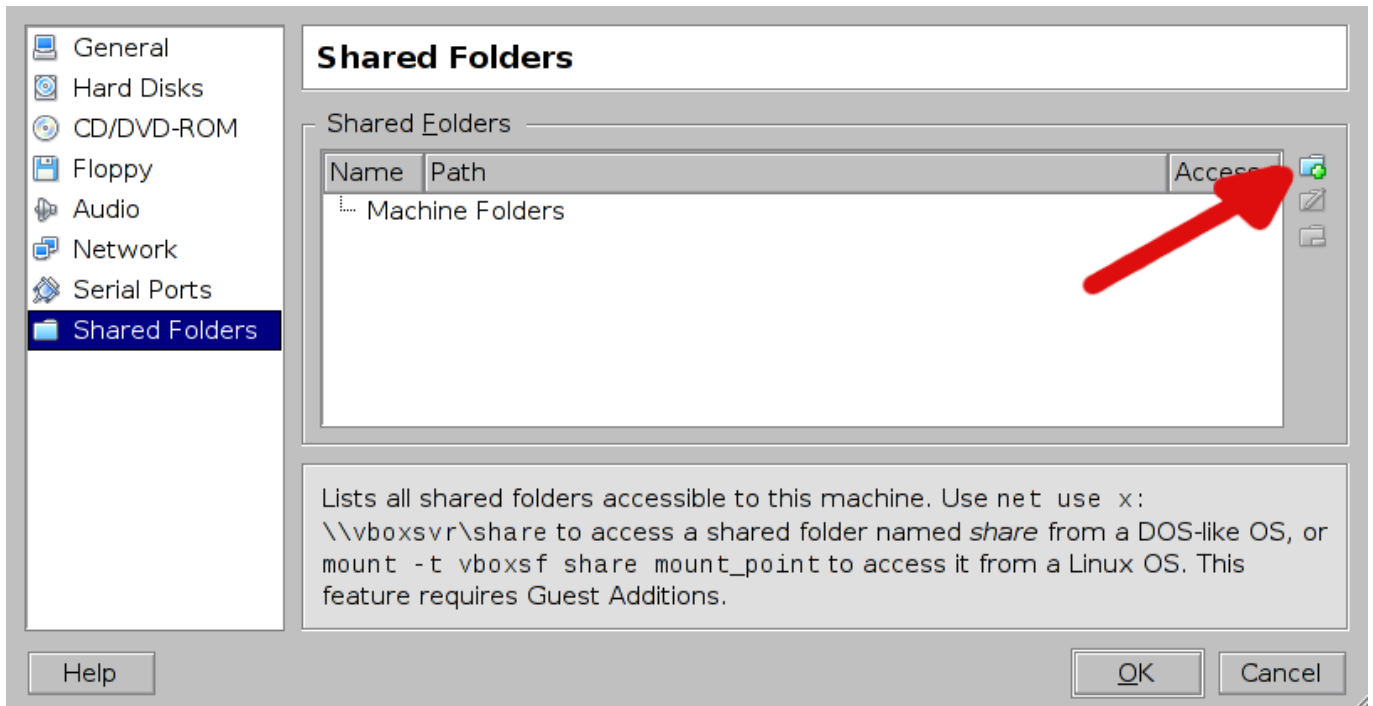 General
Hard Disks
CD/DVD-ROM
Floppy
Audio
Network
Serial Ports
Shared Folders
Shared Folders
Shared Folders
Name Path Access
Machine Folders
Lists all shared folders accessible to this machine. Use net use x:
\\vboxsvr\share to access a shared folder named share from a DOS-like OS, or
mount -t vboxsf share mount_point to access it from a Linux OS. This
feature requires Guest Additions.
Help OK Cancel